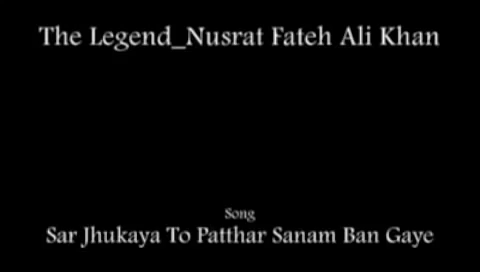 The Legend_Nusrat Fateh Ali Khan
Song
Sar Jhukaya To Patthar Sanam Ban Gaye